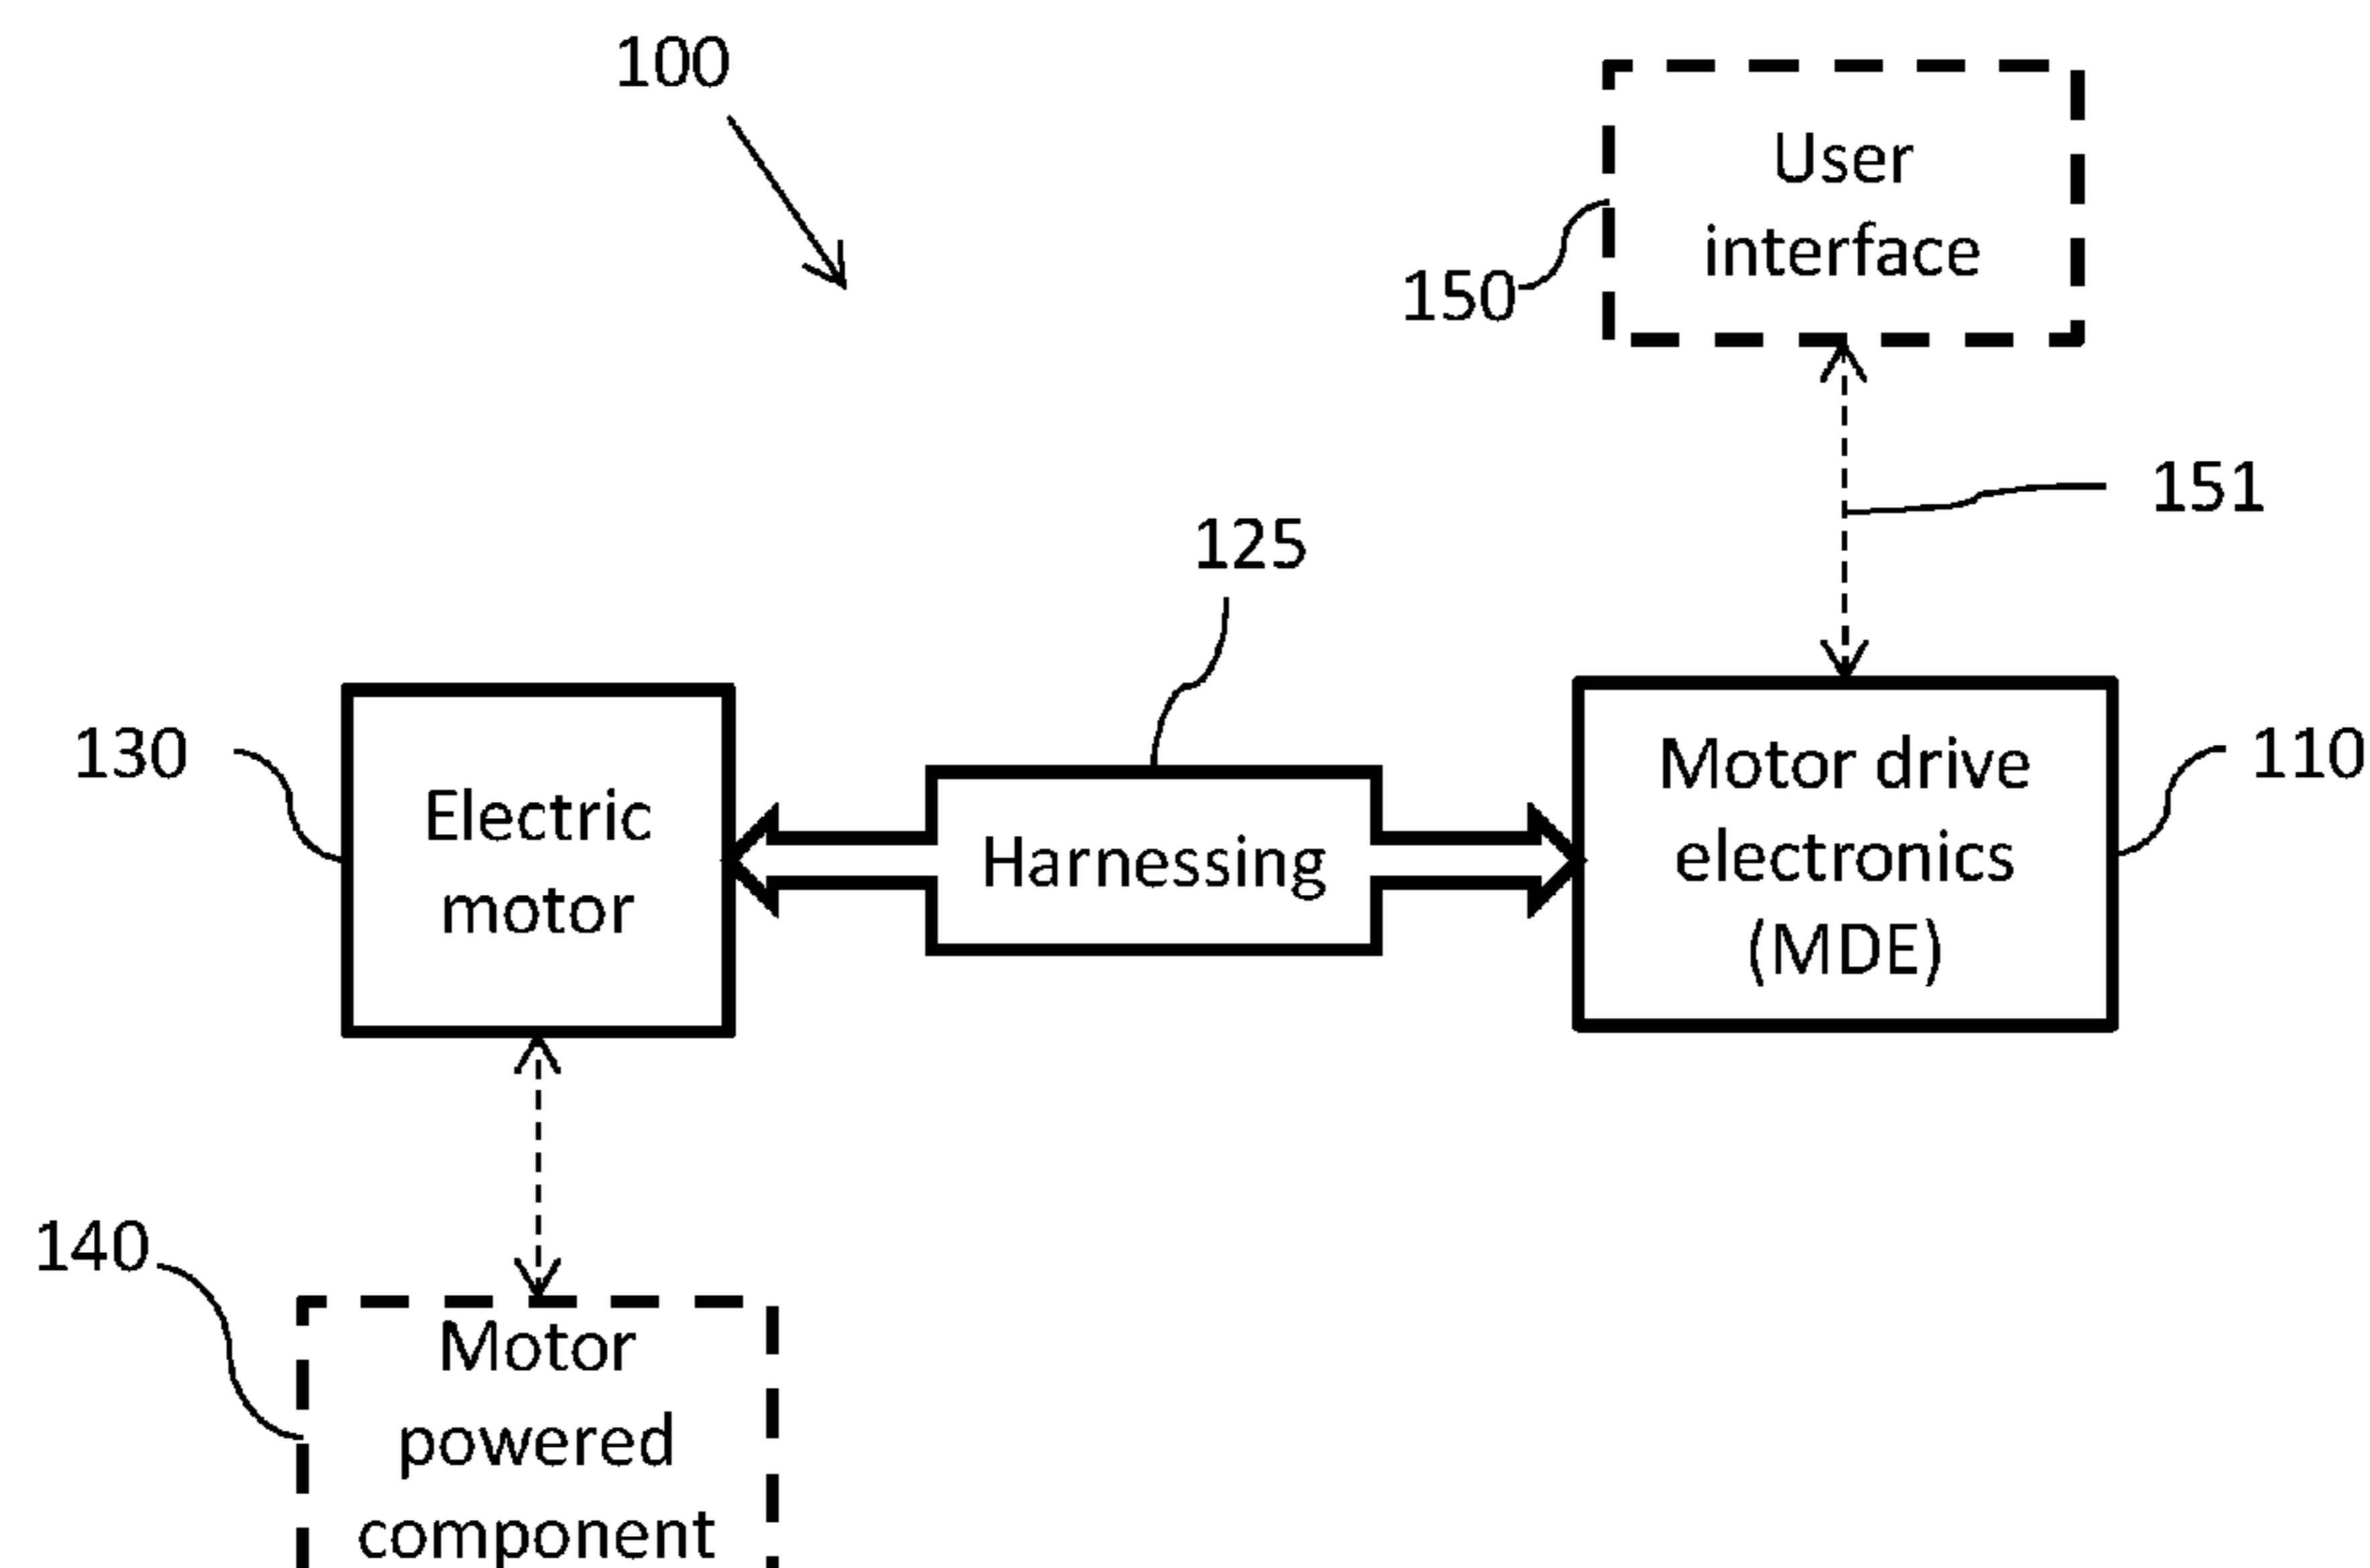 100
User
interface
150
151
125
130
Electric
motor
Harnessing
Motor drive
electronics
(MDE)
110
140
Motor
powered
component